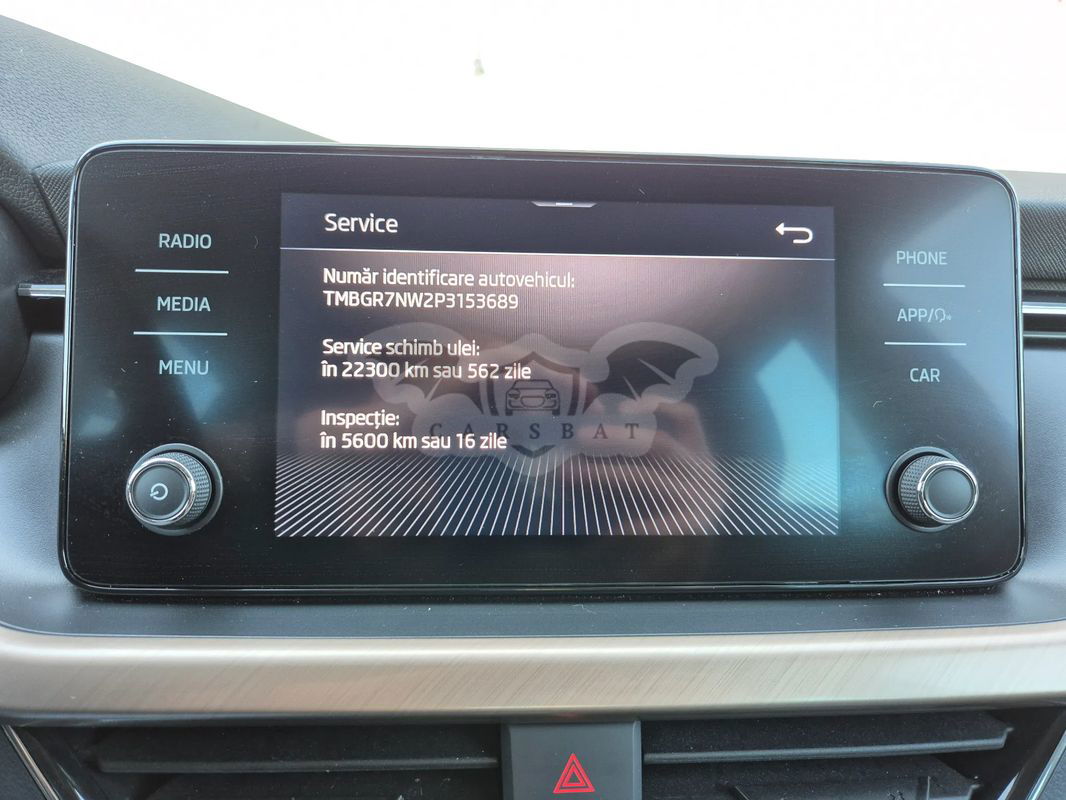 Service
RADIO
MEDIA
MENU
Număr identificare autovehicul:
TMBGR7NW2P3153689
Service schimb ulei:
în 22300 km sau 562 zile
Inspecție:
în 5600 km sau 16 zile
CARSBAT
PHONE
APP/
CAR